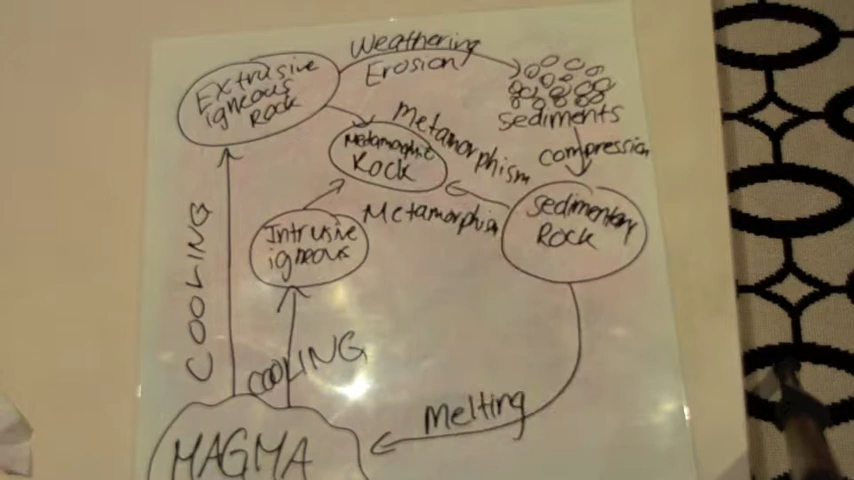 Weathering
Erosion
Extrusive
igneous
Rock
sediments
compression
Metamorphism
Metamorphic
Rock
Sedimentary
Rock
Metamorphism
Intrusive
igneous
COOLING
COOLING
Melting
MAGMA